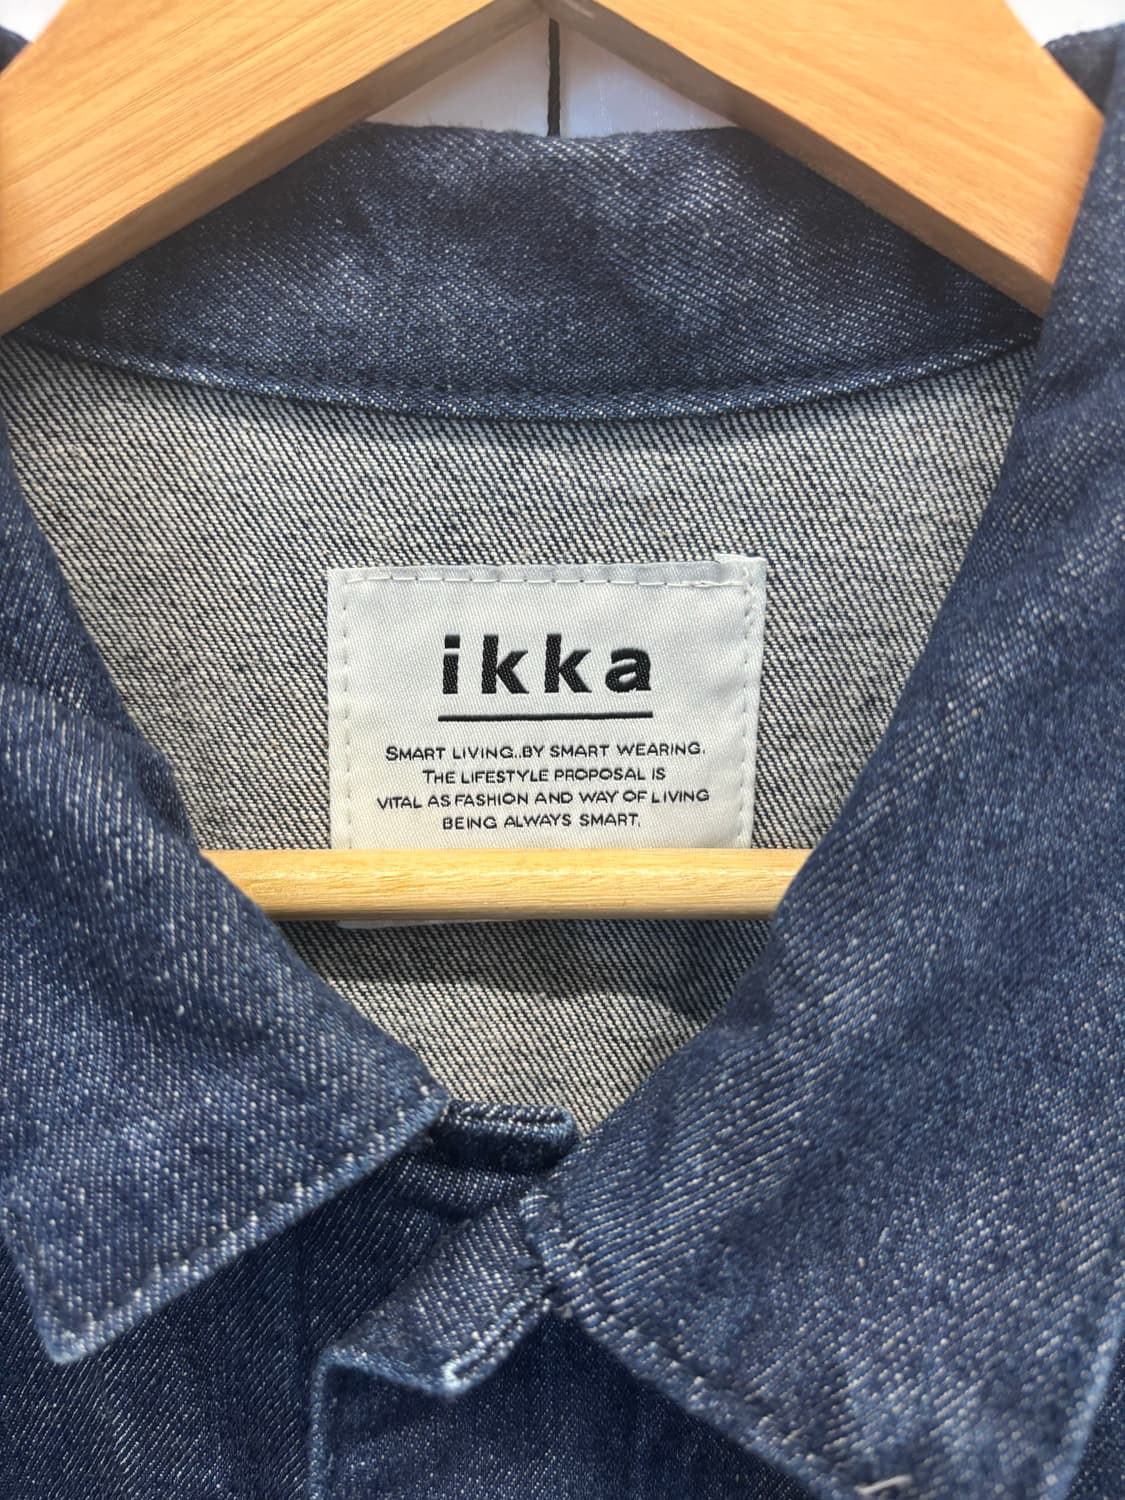 ikka
SMART LIVING..BY SMART WEARING.
THE LIFESTYLE PROPOSAL IS
VITAL AS FASHION AND WAY OF LIVING
BEING ALWAYS SMART.